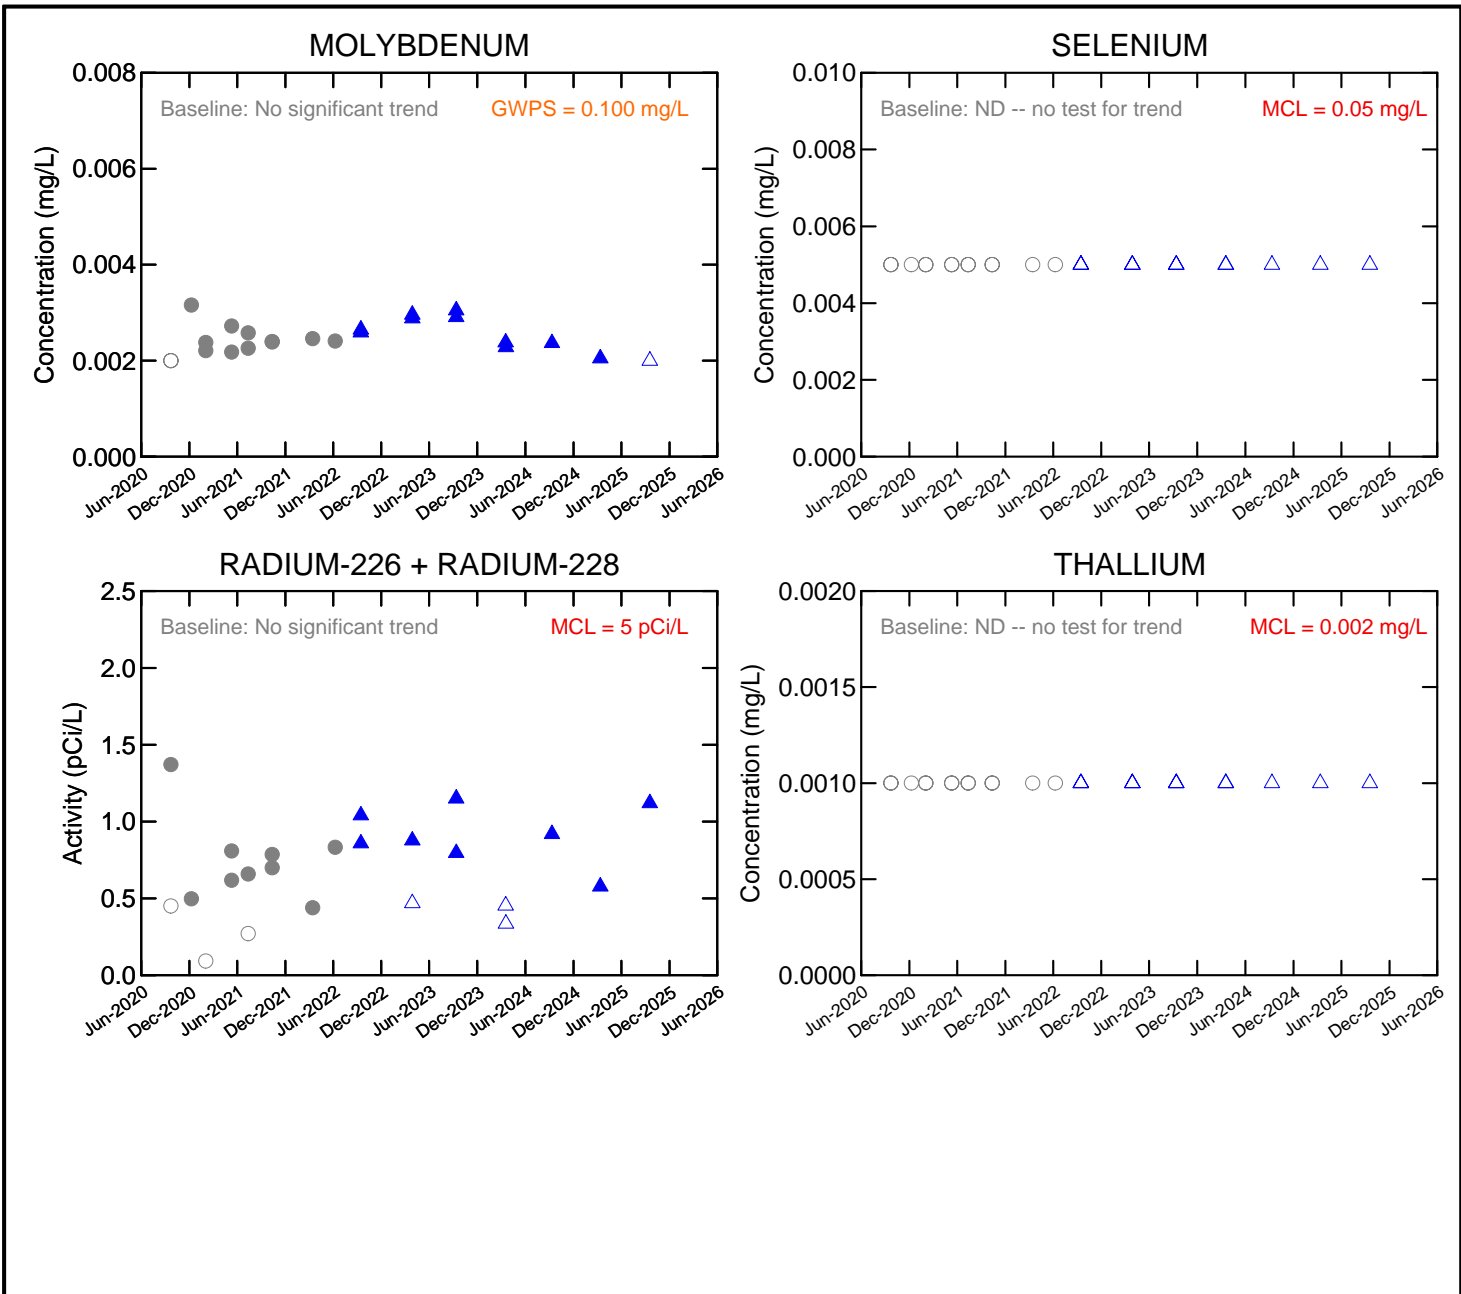 MOLYBDENUM
Baseline: No significant trend
GWPS = 0.100 mg/L
Concentration (mg/L)
0.008
0.006
0.004
0.002
0.000
Jun-2020
Dec-2020
Jun-2021
Dec-2021
Jun-2022
Dec-2022
Jun-2023
Dec-2023
Jun-2024
Dec-2024
Jun-2025
Dec-2025
Jun-2026
SELENIUM
Baseline: ND -- no test for trend
MCL = 0.05 mg/L
Concentration (mg/L)
0.010
0.008
0.006
0.004
0.002
0.000
Jun-2020
Dec-2020
Jun-2021
Dec-2021
Jun-2022
Dec-2022
Jun-2023
Dec-2023
Jun-2024
Dec-2024
Jun-2025
Dec-2025
Jun-2026
RADIUM-226 + RADIUM-228
Baseline: No significant trend
MCL = 5 pCi/L
Activity (pCi/L)
2.5
2.0
1.5
1.0
0.5
0.0
Jun-2020
Dec-2020
Jun-2021
Dec-2021
Jun-2022
Dec-2022
Jun-2023
Dec-2023
Jun-2024
Dec-2024
Jun-2025
Dec-2025
Jun-2026
THALLIUM
Baseline: ND -- no test for trend
MCL = 0.002 mg/L
Concentration (mg/L)
0.0020
0.0015
0.0010
0.0005
0.0000
Jun-2020
Dec-2020
Jun-2021
Dec-2021
Jun-2022
Dec-2022
Jun-2023
Dec-2023
Jun-2024
Dec-2024
Jun-2025
Dec-2025
Jun-2026